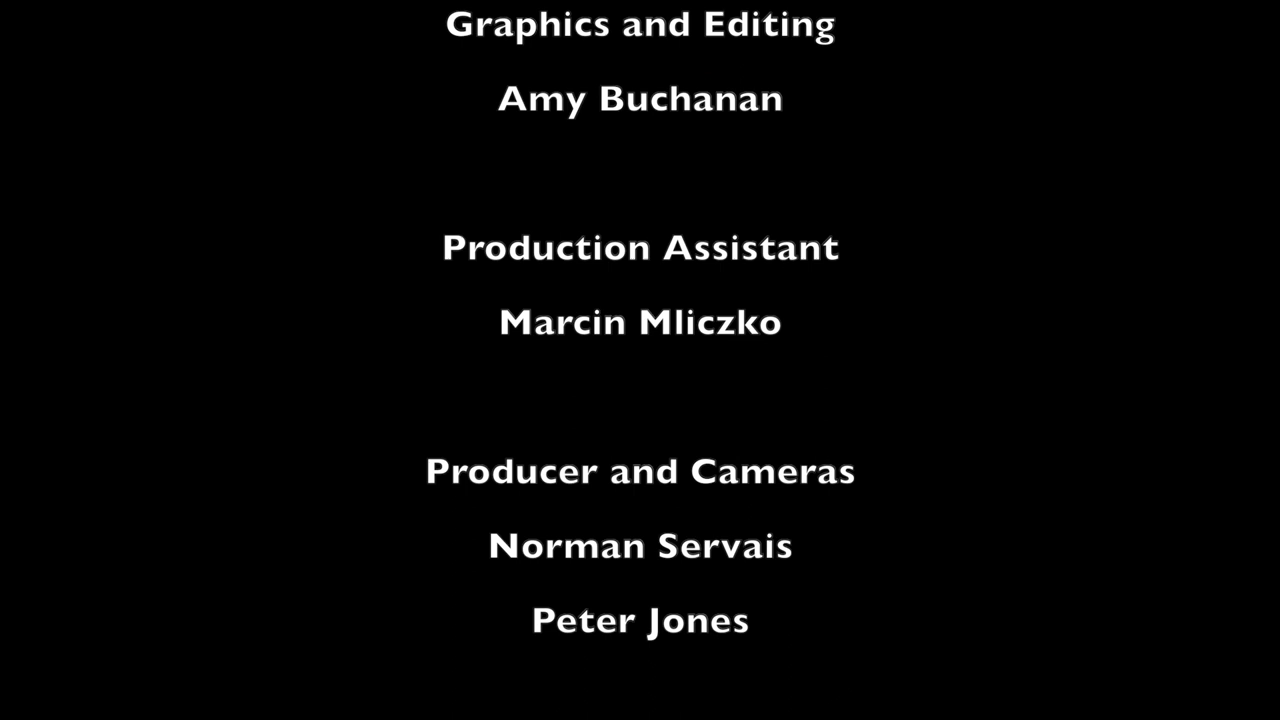 Graphics and Editing
Amy Buchanan
Production Assistant
Marcin Mliczko
Producer and Cameras
Norman Servais
Peter Jones